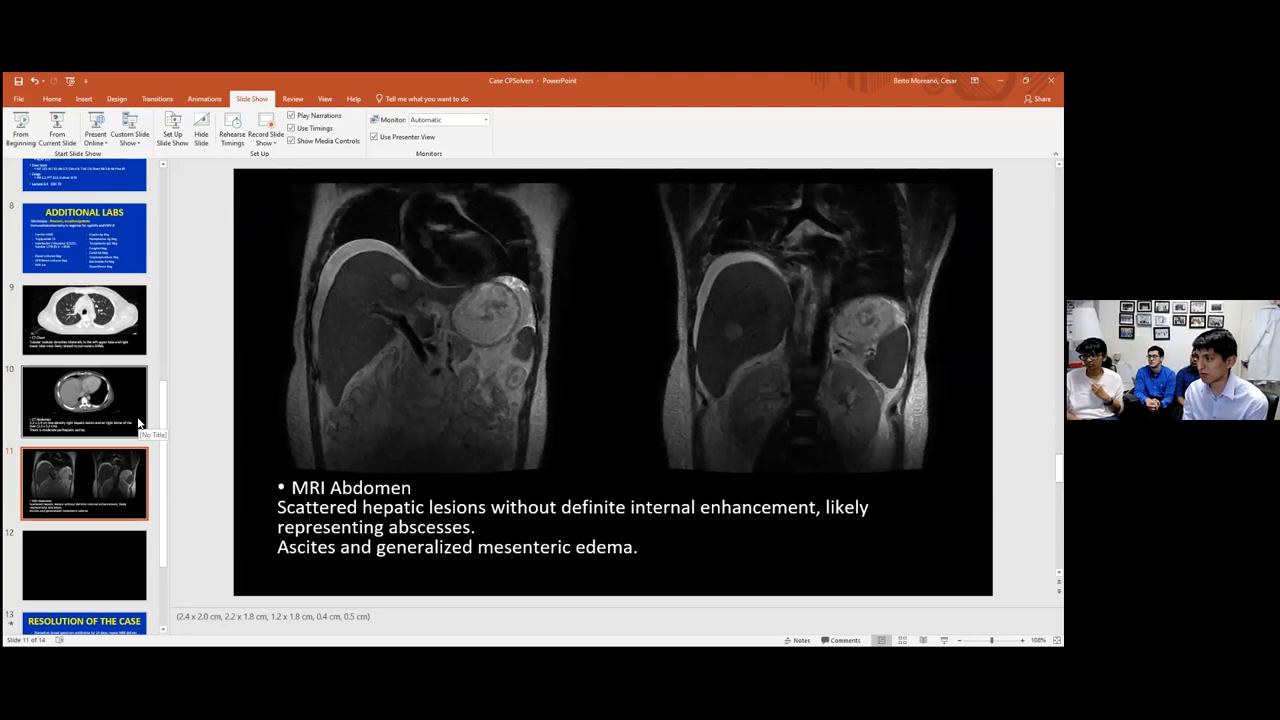 Case CPSolvers - PowerPoint
Berto Moreano, Cesar
File Home Insert Design Transitions Animations Slide Show Review View Help Tell me what you want to do
Share
From Beginning
From Current Slide
Present Online
Custom Slide Show
Start Slide Show
Set Up Slide Show
Hide Slide
Rehearse Timings
Record Slide Show
Play Narrations
Use Timings
Show Media Controls
Set Up
Monitor: Automatic
Use Presenter View
Monitors
8
ADDITIONAL LABS
9
10
[No Title]
11
12
13
RESOLUTION OF THE CASE
• MRI Abdomen
Scattered hepatic lesions without definite internal enhancement, likely
representing abscesses.
Ascites and generalized mesenteric edema.
(2.4 x 2.0 cm, 2.2 x 1.8 cm, 1.2 x 1.8 cm, 0.4 cm, 0.5 cm)
Slide 11 of 14
Notes
Comments
108%